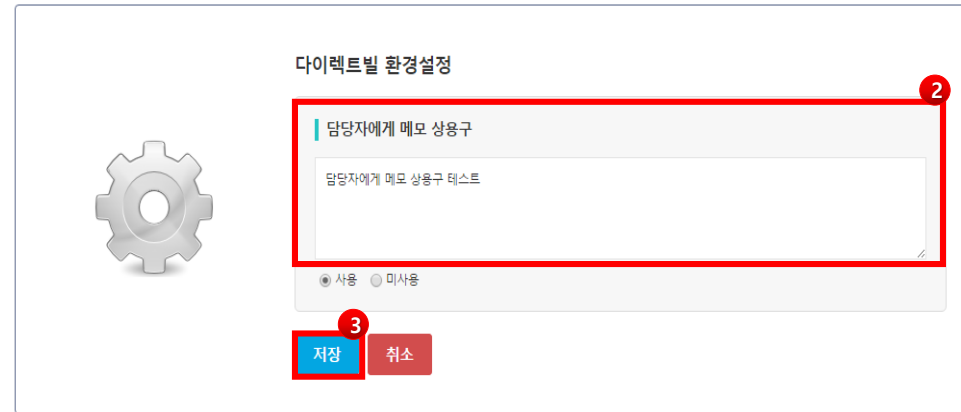 다이렉트빌 환경설정
2
담당자에게 메모 상용구
담당자에게 메모 상용구 테스트
사용 미사용
3
저장 취소